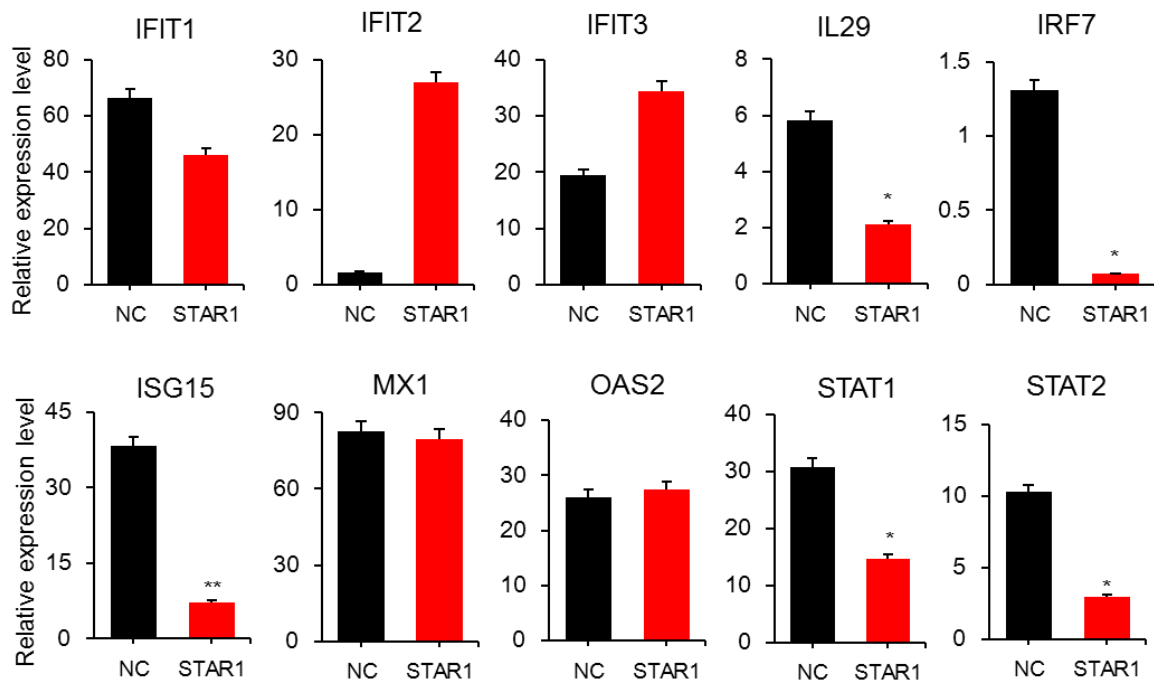 IFIT1
IFIT2
IFIT3
IL29
IRF7
Relative expression level
80
60
40
20
0
NC STAR1
30
20
10
0
NC STAR1
40
30
20
10
0
NC STAR1
8
6
4
2
0
*
NC STAR1
1.5
1
0.5
0
*
NC STAR1
ISG15
MX1
OAS2
STAT1
STAT2
Relative expression level
45
30
15
0
**
NC STAR1
90
60
30
0
NC STAR1
40
30
20
10
0
NC STAR1
40
30
20
10
0
*
NC STAR1
15
10
5
0
*
NC STAR1